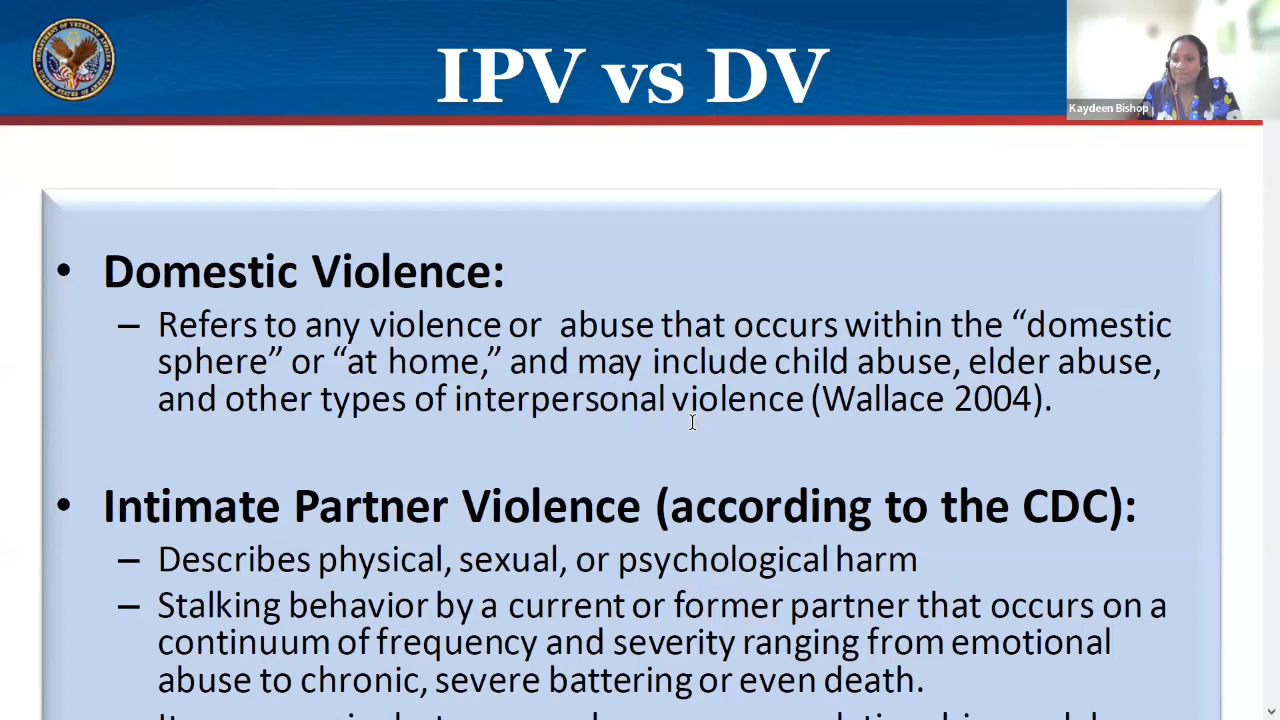 IPV vs DV
Kaydeen Bishop
• Domestic Violence:
– Refers to any violence or abuse that occurs within the “domestic
sphere” or “at home,” and may include child abuse, elder abuse,
and other types of interpersonal violence (Wallace 2004).
• Intimate Partner Violence (according to the CDC):
– Describes physical, sexual, or psychological harm
– Stalking behavior by a current or former partner that occurs on a
continuum of frequency and severity ranging from emotional
abuse to chronic, severe battering or even death.